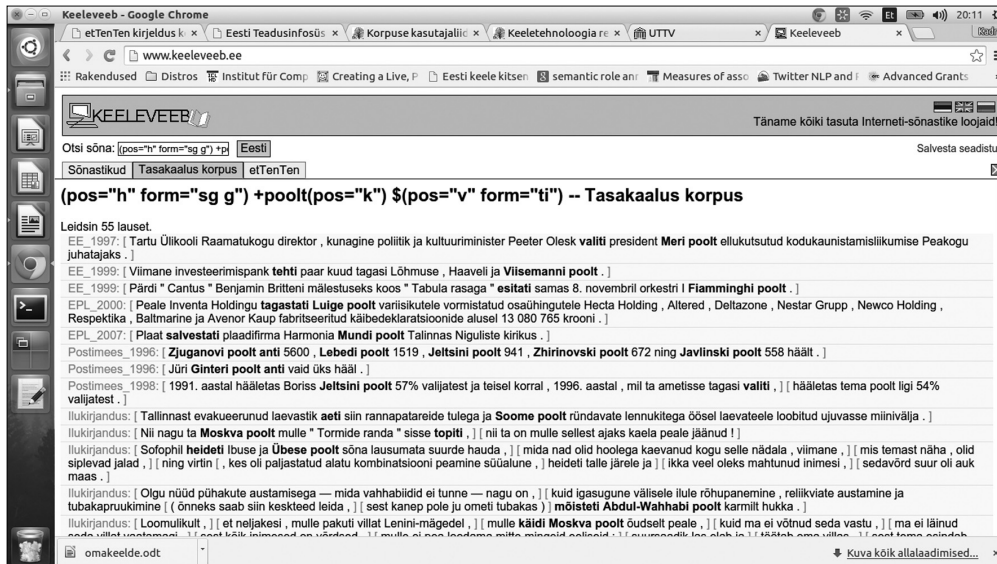 Keeleveeb - Google Chrome
Et 20:11
etTenTen kirjeldus k
Eesti Teadusinfosüs
Korpuse kasutajaliid
Keeletehnoloogia re
UTTV
Keeleveeb
www.keeleveeb.ee
Rakendused Distros Institut für Comp Creating a Live, P Eesti keele kitsen semantic role anr Measures of asso Twitter NLP and Advanced Grants
KEELEVEEB
Täname kõiki tasuta Interneti-sõnastike loojaid!
Otsi sõna: (pos="h" form="sg g") +p Eesti
Salvesta seadistu
Sõnastikud Tasakaalus korpus etTenTen
(pos="h" form="sg g") +poolt(pos="k") $(pos="v" form="ti") -- Tasakaalus korpus
Leidsin 55 lauset.
EE_1997: [ Tartu Ülikooli Raamatukogu direktor , kunagine poliitik ja kultuuriminister Peeter Olesk valiti president Meri poolt ellukutsutud kodukaunistamisliikumise Peakogu
juhatajaks . ]
EE_1999: [ Viimane investeerimispank tehti paar kuud tagasi Lõhmuse , Haaveli ja Viisemanni poolt . ]
EE_1999: [ Pärdi " Cantus " Benjamin Britteni mälestuseks koos " Tabula rasaga " esitati samas 8. novembril orkestri I Fiamminghi poolt . ]
EPL_2000: [ Peale Inventa Holdingu tagastati Luige poolt variisikutele vormistatud osaühingutele Hecta Holding , Altered , Deltazone , Nestar Grupp , Newco Holding ,
Respektika , Baltmarine ja Avenor Kaup fabritseeritud käibedeklaratsioonide alusel 13 080 765 krooni . ]
EPL_2007: [ Plaat salvestati plaadifirma Harmonia Mundi poolt Talinnas Niguliste kirikus . ]
Postimees_1996: [ Zjuganovi poolt anti 5600 , Lebedi poolt 1519 , Jeltsini poolt 941 , Zhirinovski poolt 672 ning Javlinski poolt 558 häält . ]
Postimees_1996: [ Jüri Ginteri poolt anti vaid üks hääl . ]
Postimees_1998: [ 1991. aastal hääletas Boriss Jeltsini poolt 57% valijatest ja teisel korral , 1996. aastal , mil ta ametisse tagasi valiti , ] [ hääletas tema poolt ligi 54%
valijatest . ]
Ilukirjandus: [ Tallinnast evakueerunud laevastik aeti siin rannapatareide tulega ja Soome poolt ründavate lennukitega öösel laevateele loobitud ujuvasse miinivälja . ]
Ilukirjandus: [ Nii nagu ta Moskva poolt mulle " Tormide randa " sisse topiti , ] [ nii ta on mulle sellest ajaks kaela peale jäänud ! ]
Ilukirjandus: [ Sofophil heideti Ibuse ja Übese poolt sõna lausumata suurde hauda , ] [ mida nad olid hoolega kaevanud kogu selle nädala , viimane , ] [ mis temast näha , olid
siplevad jalad , ] [ ning virtin [ , kes oli paljastatud alatu kombinatsiooni peamine süüalune , ] heideti talle järele ja ] [ ikka veel oleks mahtunud inimesi , ] [ sedavõrd suur oli auk
maas . ]
Ilukirjandus: [ Olgu nüüd pühakute austamisega — mida vahhabiidid ei tunne — nagu on , ] [ kuid igasugune välisele ilule rõhupanemine , reliikviate austamine ja
tubakapruukimine [ ( õnneks saab siin keskteed leida , ] [ sest kanep pole ju ometi tubakas ) ] mõisteti Abdul-Wahhabi poolt karmilt hukka . ]
Ilukirjandus: [ Loomulikult , ] [ et neljakesi , mulle pakuti villat Lenini-mägedel , ] [ mulle käidi Moskva poolt õudselt peale , ] [ kuid ma ei võtnud seda vastu , ] [ ma ei läinud
omakeelde.odt
Kuva kõik allalaadimised...